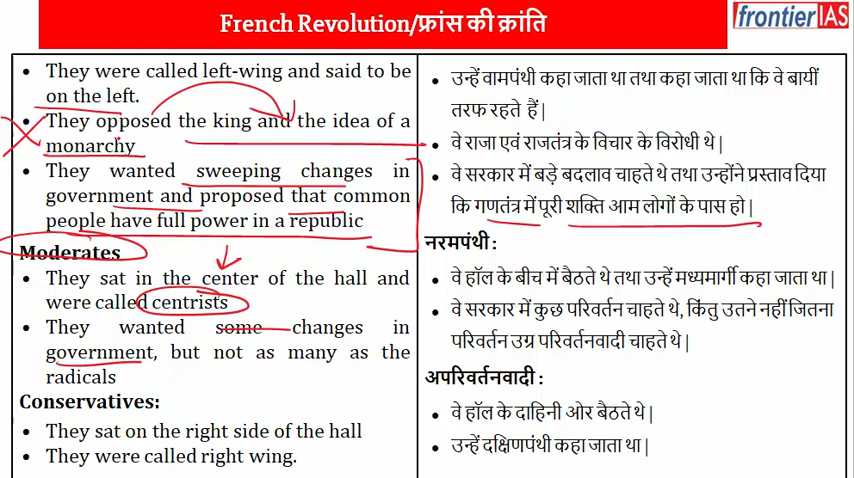 French Revolution/फ्रांस की क्रांति
frontierIAS
• They were called left-wing and said to be
on the left.
• They opposed the king and the idea of a
monarchy
• They wanted sweeping changes in
government and proposed that common
people have full power in a republic
Moderates
• They sat in the center of the hall and
were called centrists
• They wanted some changes in
government, but not as many as the
radicals
Conservatives:
• They sat on the right side of the hall
• They were called right wing.
• उन्हें वामपंथी कहा जाता था तथा कहा जाता था कि वे बायीं
तरफ रहते हैं|
• वे राजा एवं राजतंत्र के विचार के विरोधी थे|
• वे सरकार में बड़े बदलाव चाहते थे तथा उन्होंने प्रस्ताव दिया
कि गणतंत्र में पूरी शक्ति आम लोगों के पास हो|
नरमपंथी:
• वे हॉल के बीच में बैठते थे तथा उन्हें मध्यमार्गी कहा जाता था|
• वे सरकार में कुछ परिवर्तन चाहते थे, किंतु उतने नहीं जितना
परिवर्तन उग्र परिवर्तनवादी चाहते थे|
अपरिवर्तनवादी:
• वे हॉल के दाहिनी ओर बैठते थे|
• उन्हें दक्षिणपंथी कहा जाता था|